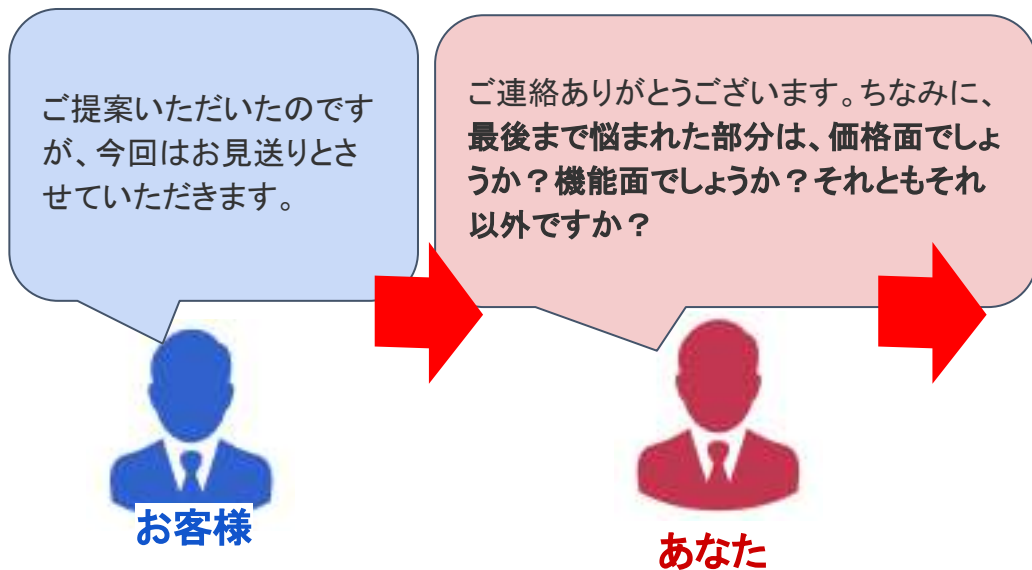 ご提案いただいたのです
が、今回はお見送りとさ
せていただきます。
ご連絡ありがとうございます。ちなみに、
最後まで悩まれた部分は、価格面でしょ
うか？機能面でしょうか？それともそれ
以外ですか？
お客様
あなた